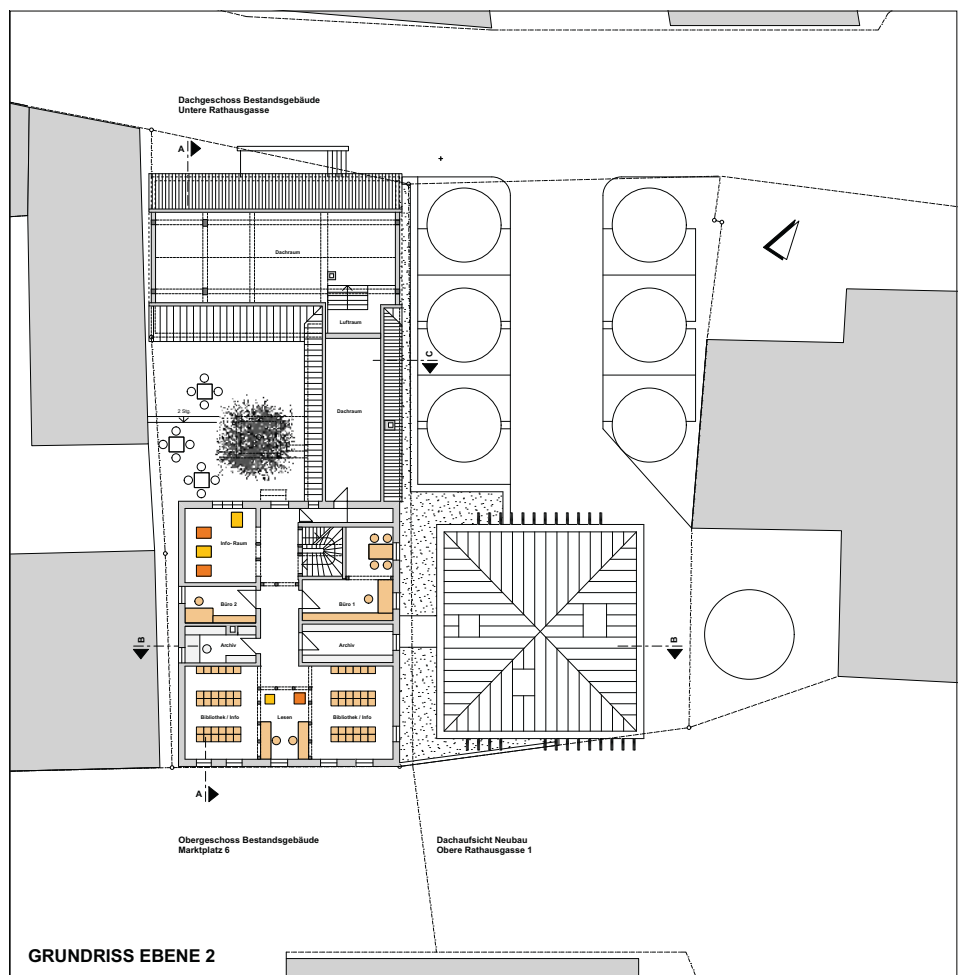 Dachgeschoss Bestandsgebäude
Untere Rathausgasse
A
Dachraum
Luftraum
C
Dachraum
2 Stg.
Info- Raum
Büro 2
Büro 1
B
Archiv
Archiv
B
Bibliothek / Info
Lesen
Bibliothek / Info
A
Obergeschoss Bestandsgebäude
Marktplatz 6
Dachaufsicht Neubau
Obere Rathausgasse 1
GRUNDRISS EBENE 2